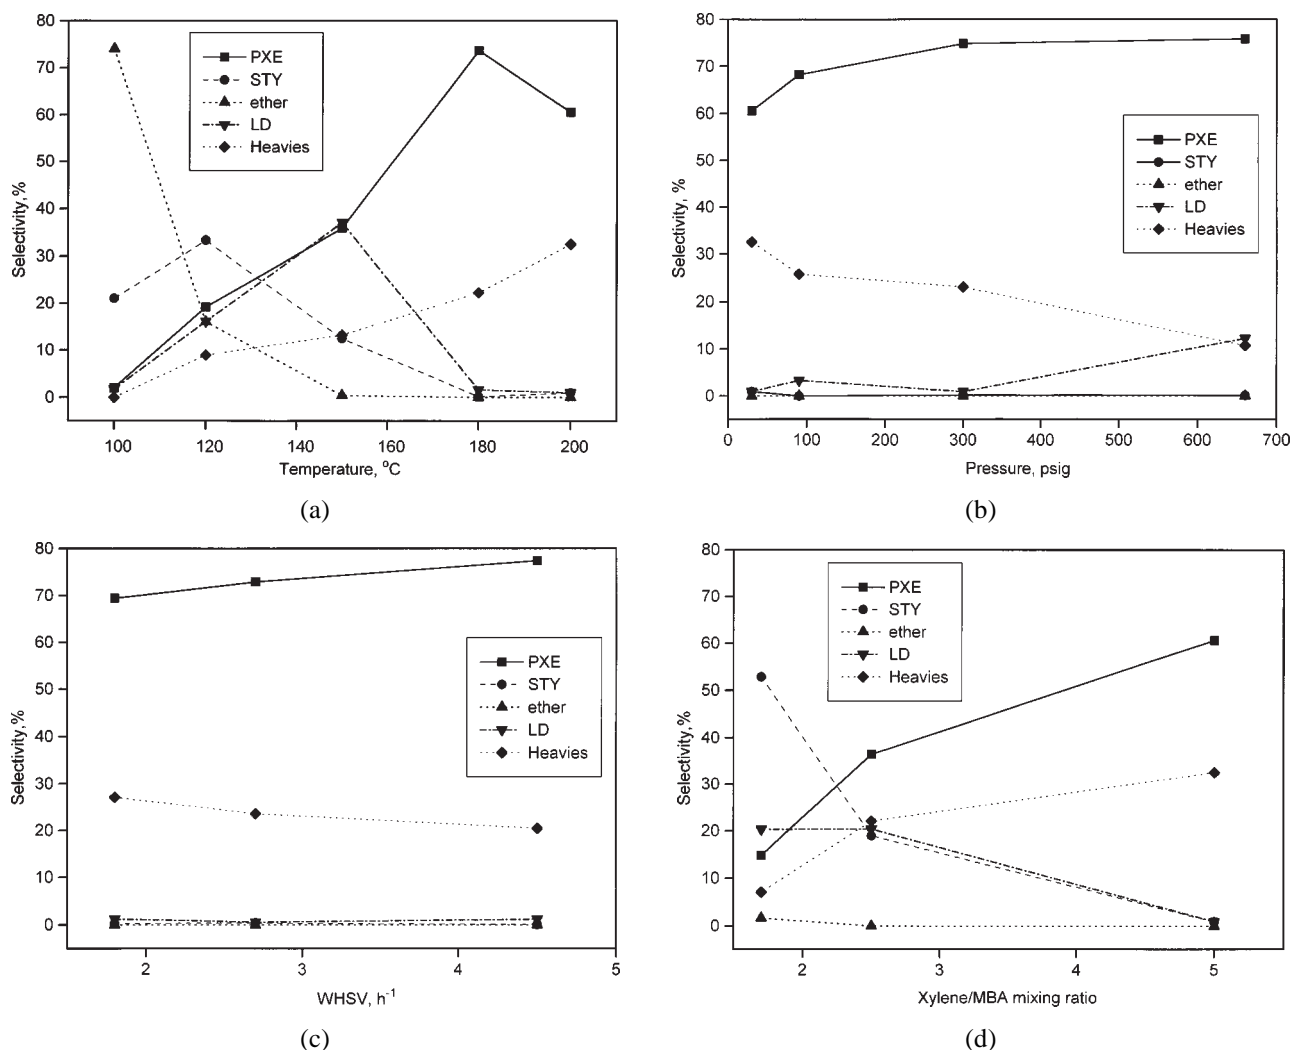 80
70
60
50
40
30
20
10
0
Selectivity, %
PXE
STY
ether
LD
Heavies
100
120
140
160
180
200
Temperature, °C
(a)
80
70
60
50
40
30
20
10
0
Selectivity, %
PXE
STY
ether
LD
Heavies
0
100
200
300
400
500
600
700
Pressure, psig
(b)
80
70
60
50
40
30
20
10
0
Selectivity,%
PXE
STY
ether
LD
Heavies
2
3
4
5
WHSV, h⁻¹
(c)
80
70
60
50
40
30
20
10
0
Selectivity,%
PXE
STY
ether
LD
Heavies
2
3
4
5
Xylene/MBA mixing ratio
(d)